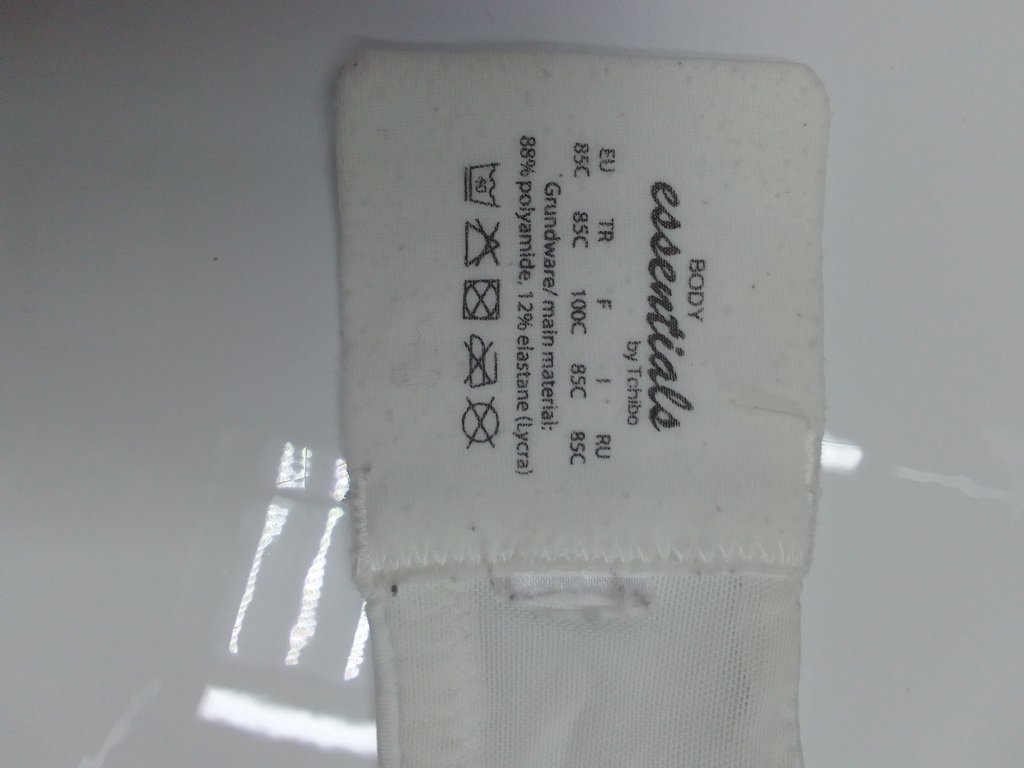 BODY
essentials
by Tchibo
EU TR F I RU
85C 85C 100C 85C 85C
Grundware/ main material:
88% polyamide, 12% elastane (Lycra)
40